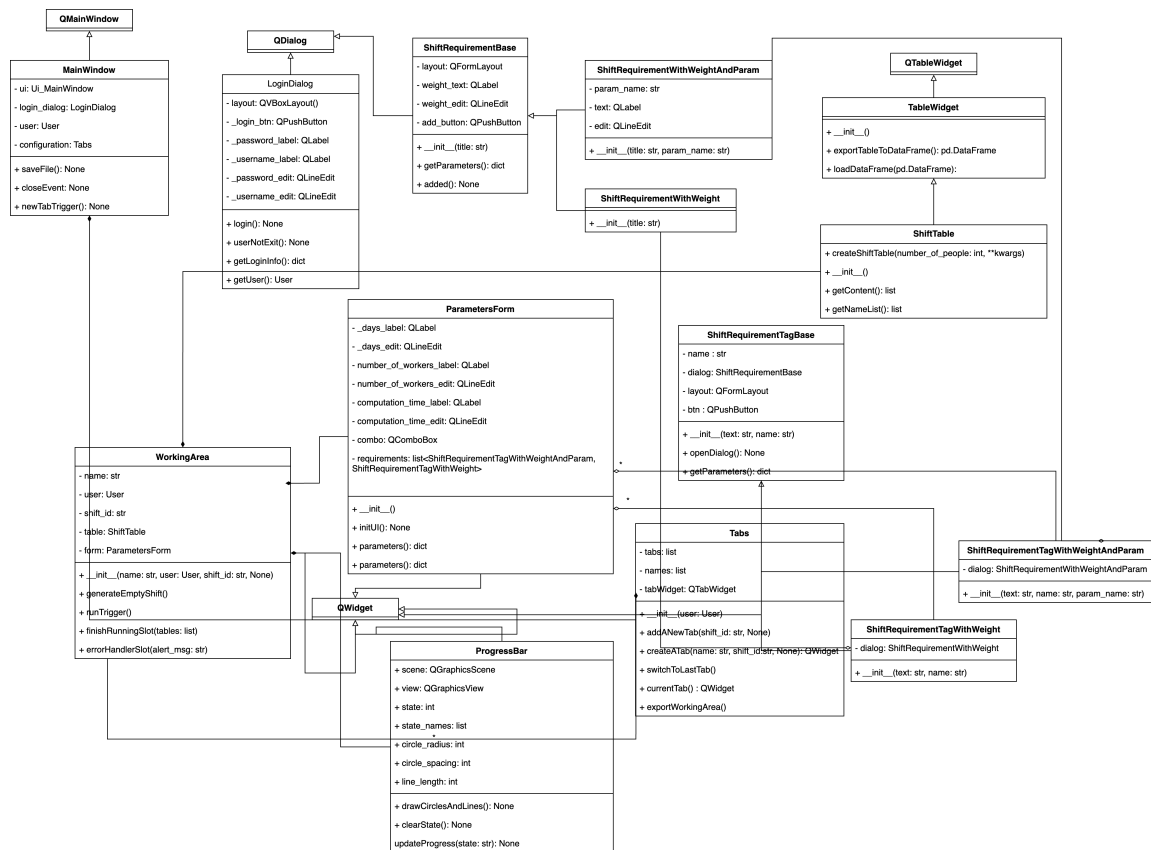 QMainWindow
MainWindow
- ui: Ui_MainWindow
- login_dialog: LoginDialog
- user: User
- configuration: Tabs
+ saveFile(): None
+ closeEvent: None
+ newTabTrigger(): None
QDialog
LoginDialog
- layout: QVBoxLayout()
- _login_btn: QPushButton
- _password_label: QLabel
- _username_label: QLabel
- _password_edit: QLineEdit
- _username_edit: QLineEdit
+ login(): None
+ userNotExit(): None
+ getLoginInfo(): dict
+ getUser(): User
ShiftRequirementBase
- layout: QFormLayout
- weight_text: QLabel
- weight_edit: QLineEdit
- add_button: QPushButton
+ __init__(title: str)
+ getParameters(): dict
+ added(): None
ShiftRequirementWithWeightAndParam
- param_name: str
- text: QLabel
- edit: QLineEdit
+ __init__(title: str, param_name: str)
ShiftRequirementWithWeight
+ __init__(title: str)
QTableWidget
TableWidget
+ __init__()
+ exportTableToDataFrame(): pd.DataFrame
+ loadDataFrame(pd.DataFrame):
ShiftTable
+ createShiftTable(number_of_people: int, **kwargs)
+ __init__()
+ getContent(): list
+ getNameList(): list
ParametersForm
- _days_label: QLabel
- _days_edit: QLineEdit
- number_of_workers_label: QLabel
- number_of_workers_edit: QLineEdit
- computation_time_label: QLabel
- computation_time_edit: QLineEdit
- combo: QComboBox
- requirements: list<ShiftRequirementTagWithWeightAndParam,
ShiftRequirementTagWithWeight>
+ __init__()
+ initUI(): None
+ parameters(): dict
+ parameters(): dict
*
*
ShiftRequirementTagBase
- name : str
- dialog: ShiftRequirementBase
- layout: QFormLayout
- btn : QPushButton
+ __init__(text: str, name: str)
+ openDialog(): None
+ getParameters(): dict
WorkingArea
- name: str
- user: User
- shift_id: str
- table: ShiftTable
- form: ParametersForm
+ __init__(name: str, user: User, shift_id: str, None)
+ generateEmptyShift()
+ runTrigger()
+ finishRunningSlot(tables: list)
+ errorHandlerSlot(alert_msg: str)
QWidget
Tabs
- tabs: list
- names: list
- tabWidget: QTabWidget
+ __init__(user: User)
+ addANewTab(shift_id: str, None)
+ createATab(name: str, shift_id:str, None): QWidget
+ switchToLastTab()
+ currentTab() : QWidget
+ exportWorkingArea()
ShiftRequirementTagWithWeightAndParam
- dialog: ShiftRequirementWithWeightAndParam
+ __init__(text: str, name: str, param_name: str)
ShiftRequirementTagWithWeight
- dialog: ShiftRequirementWithWeight
+ __init__(text: str, name: str)
*
ProgressBar
+ scene: QGraphicsScene
+ view: QGraphicsView
+ state: int
+ state_names: list
+ circle_radius: int
+ circle_spacing: int
+ line_length: int
+ drawCirclesAndLines(): None
+ clearState(): None
updateProgress(state: str): None